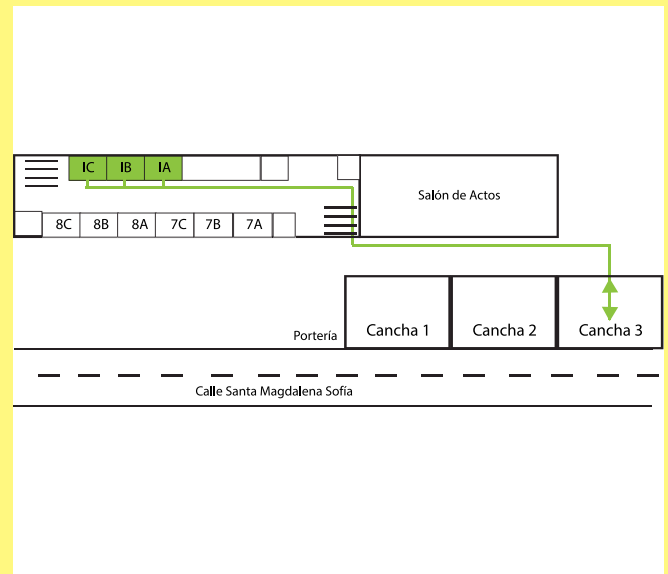 IC IB IA
Salón de Actos
8C 8B 8A 7C 7B 7A
Portería Cancha 1 Cancha 2 Cancha 3
Calle Santa Magdalena Sofía